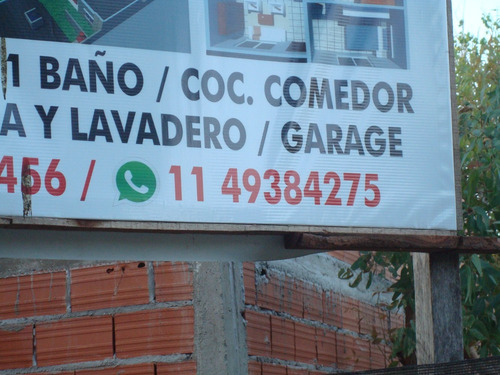 1 BAÑO / COC. COMEDOR
A Y LAVADERO / GARAGE
456 / 11 49384275